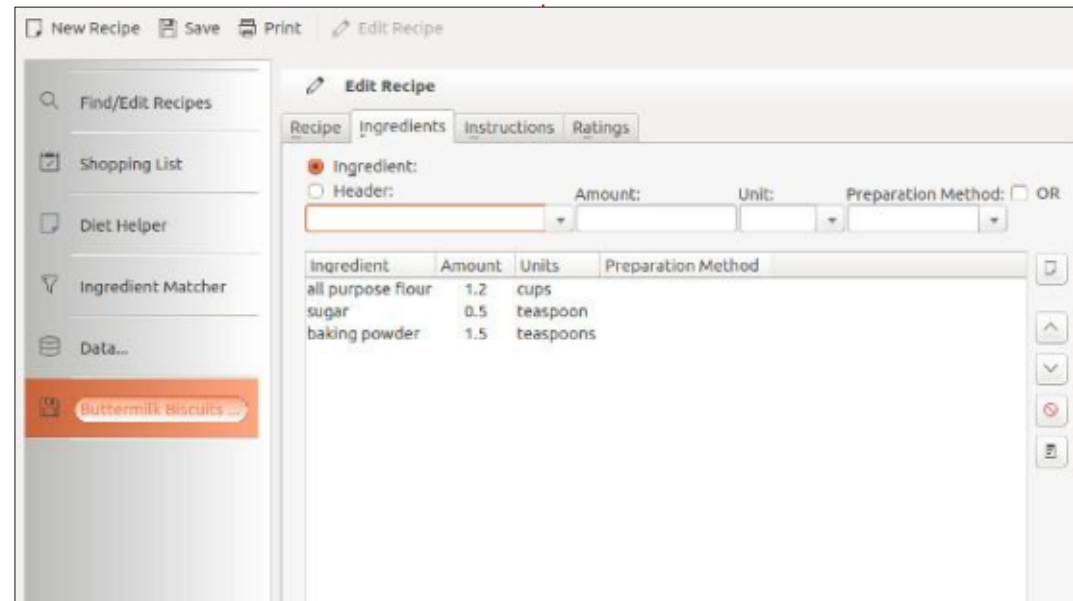 New Recipe Save Print Edit Recipe
Find/Edit Recipes
Shopping List
Diet Helper
Ingredient Matcher
Data...
Buttermilk Biscuits ...
Edit Recipe
Recipe Ingredients Instructions Ratings
Ingredient:
Header:
Amount: Unit: Preparation Method: OR
Ingredient Amount Units Preparation Method
all purpose flour 1.2 cups
sugar 0.5 teaspoon
baking powder 1.5 teaspoons